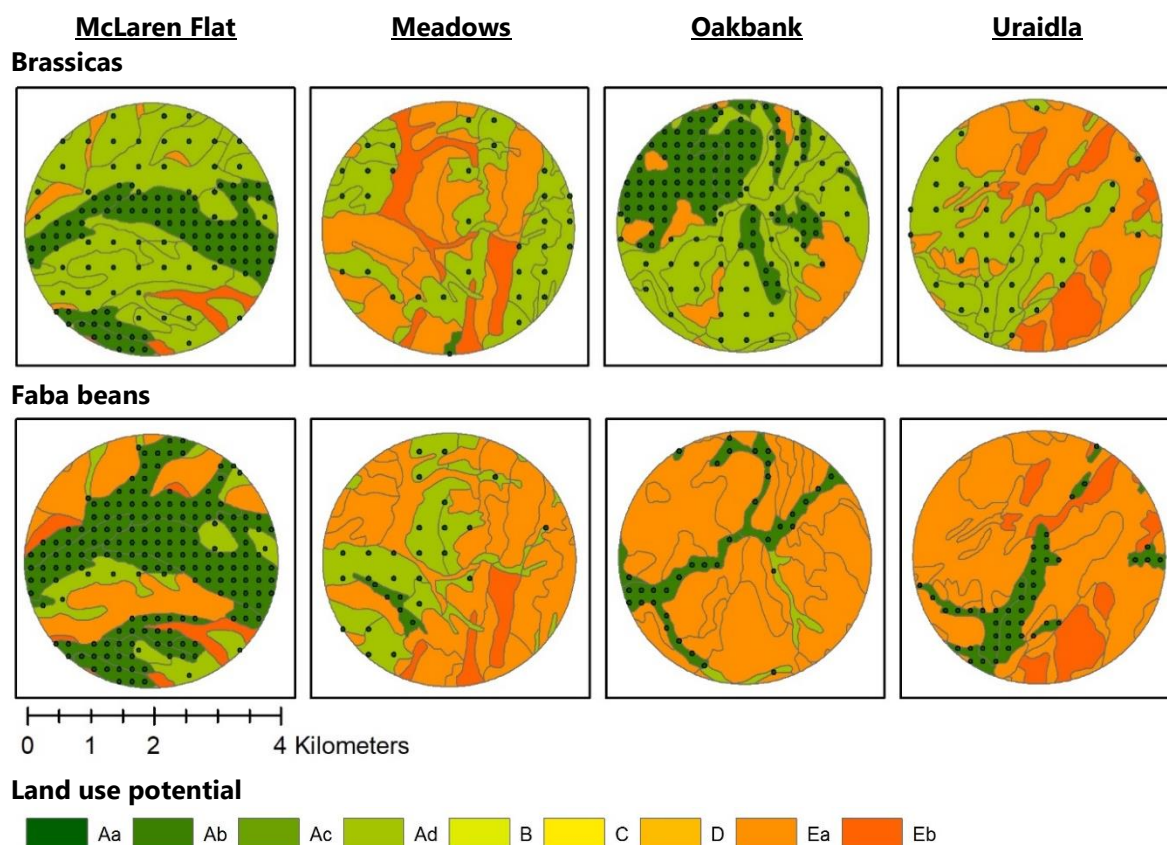 McLaren Flat Meadows Oakbank Uraidla
Brassicas
Faba beans
0 1 2 4 Kilometers
Land use potential
Aa Ab Ac Ad B C D Ea Eb